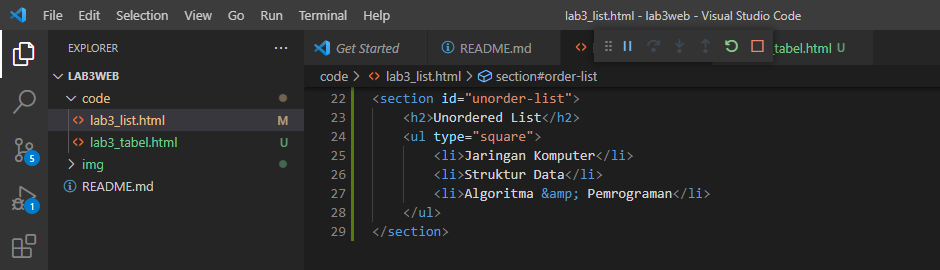 File Edit Selection View Go Run Terminal Help lab3_list.html - lab3web - Visual Studio Code
EXPLORER
LAB3WEB
code
lab3_list.html M
lab3_tabel.html U
img
README.md
5
1
Get Started README.md tabel.html U
code > lab3_list.html > section#order-list
22 <section id="unorder-list">
23 <h2>Unordered List</h2>
24 <ul type="square">
25 <li>Jaringan Komputer</li>
26 <li>Struktur Data</li>
27 <li>Algoritma &amp; Pemrograman</li>
28 </ul>
29 </section>